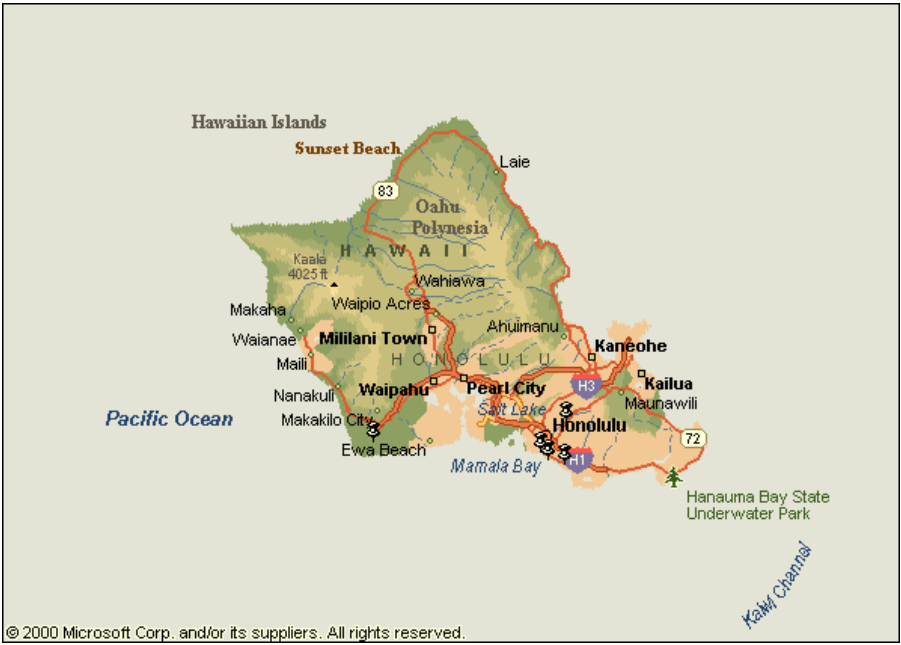 Hawaiian Islands
Sunset Beach
Laie
83
Oahu
Polynesia
HAWAII
Kaala
4025 ft
Wahiawa
Waipio Acres
Makaha
Ahuimanu
Waianae
Mililani Town
Kaneohe
HONOLULU
Maili
Waipahu
Pearl City
H3
Kailua
Nanakuli
Salt Lake
Maunawili
Makakilo City
Pacific Ocean
Honolulu
72
Ewa Beach
Mamala Bay
H1
Hanauma Bay State
Underwater Park
Kaiwi Channel
© 2000 Microsoft Corp. and/or its suppliers. All rights reserved.